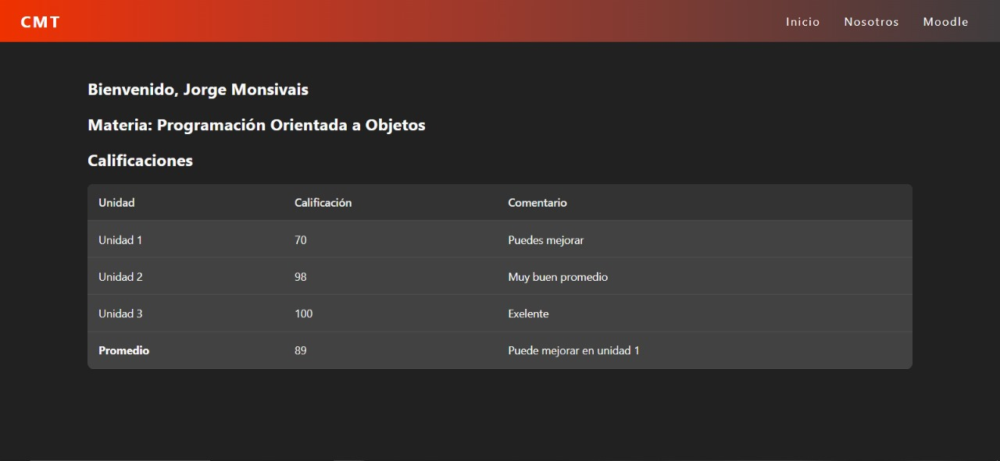 CMT Inicio Nosotros Moodle
Bienvenido, Jorge Monsivais
Materia: Programación Orientada a Objetos
Calificaciones
Unidad Calificación Comentario
Unidad 1 70 Puedes mejorar
Unidad 2 98 Muy buen promedio
Unidad 3 100 Exelente
Promedio 89 Puede mejorar en unidad 1